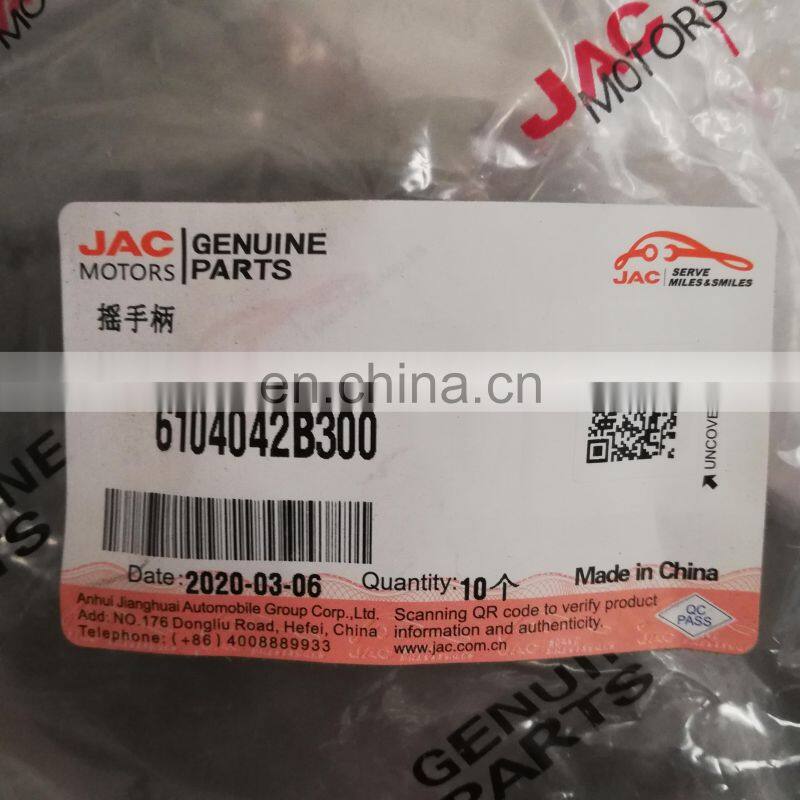 JAC
MOTORS
JAC
MOTORS
GENUINE
PARTS
JAC
SERVE
MILES&SMILES
摇手柄
en.china.cn
6104042B300
UNCOVE
Date:2020-03-06
Quantity:10个
Made in China
Anhui Jianghuai Automobile Group Corp.,Ltd.
Add: NO.176 Dongliu Road, Hefei, China
Telephone: (+86) 4008889933
Scanning QR code to verify product
information and authenticity.
www.jac.com.cn
QC
PASS
GENUINE
PARTS
GENUINE
PARTS